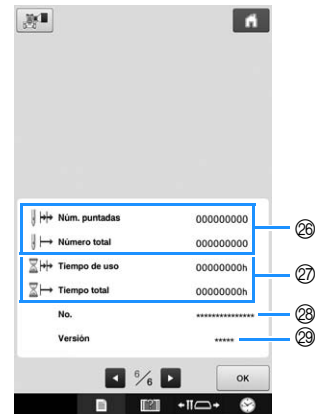 Núm. puntadas 000000000 ㉖
Número total 000000000
Tiempo de uso 00000000h ㉗
Tiempo total 00000000h
No. *************** ㉘
Versión ***** ㉙
6/6 OK